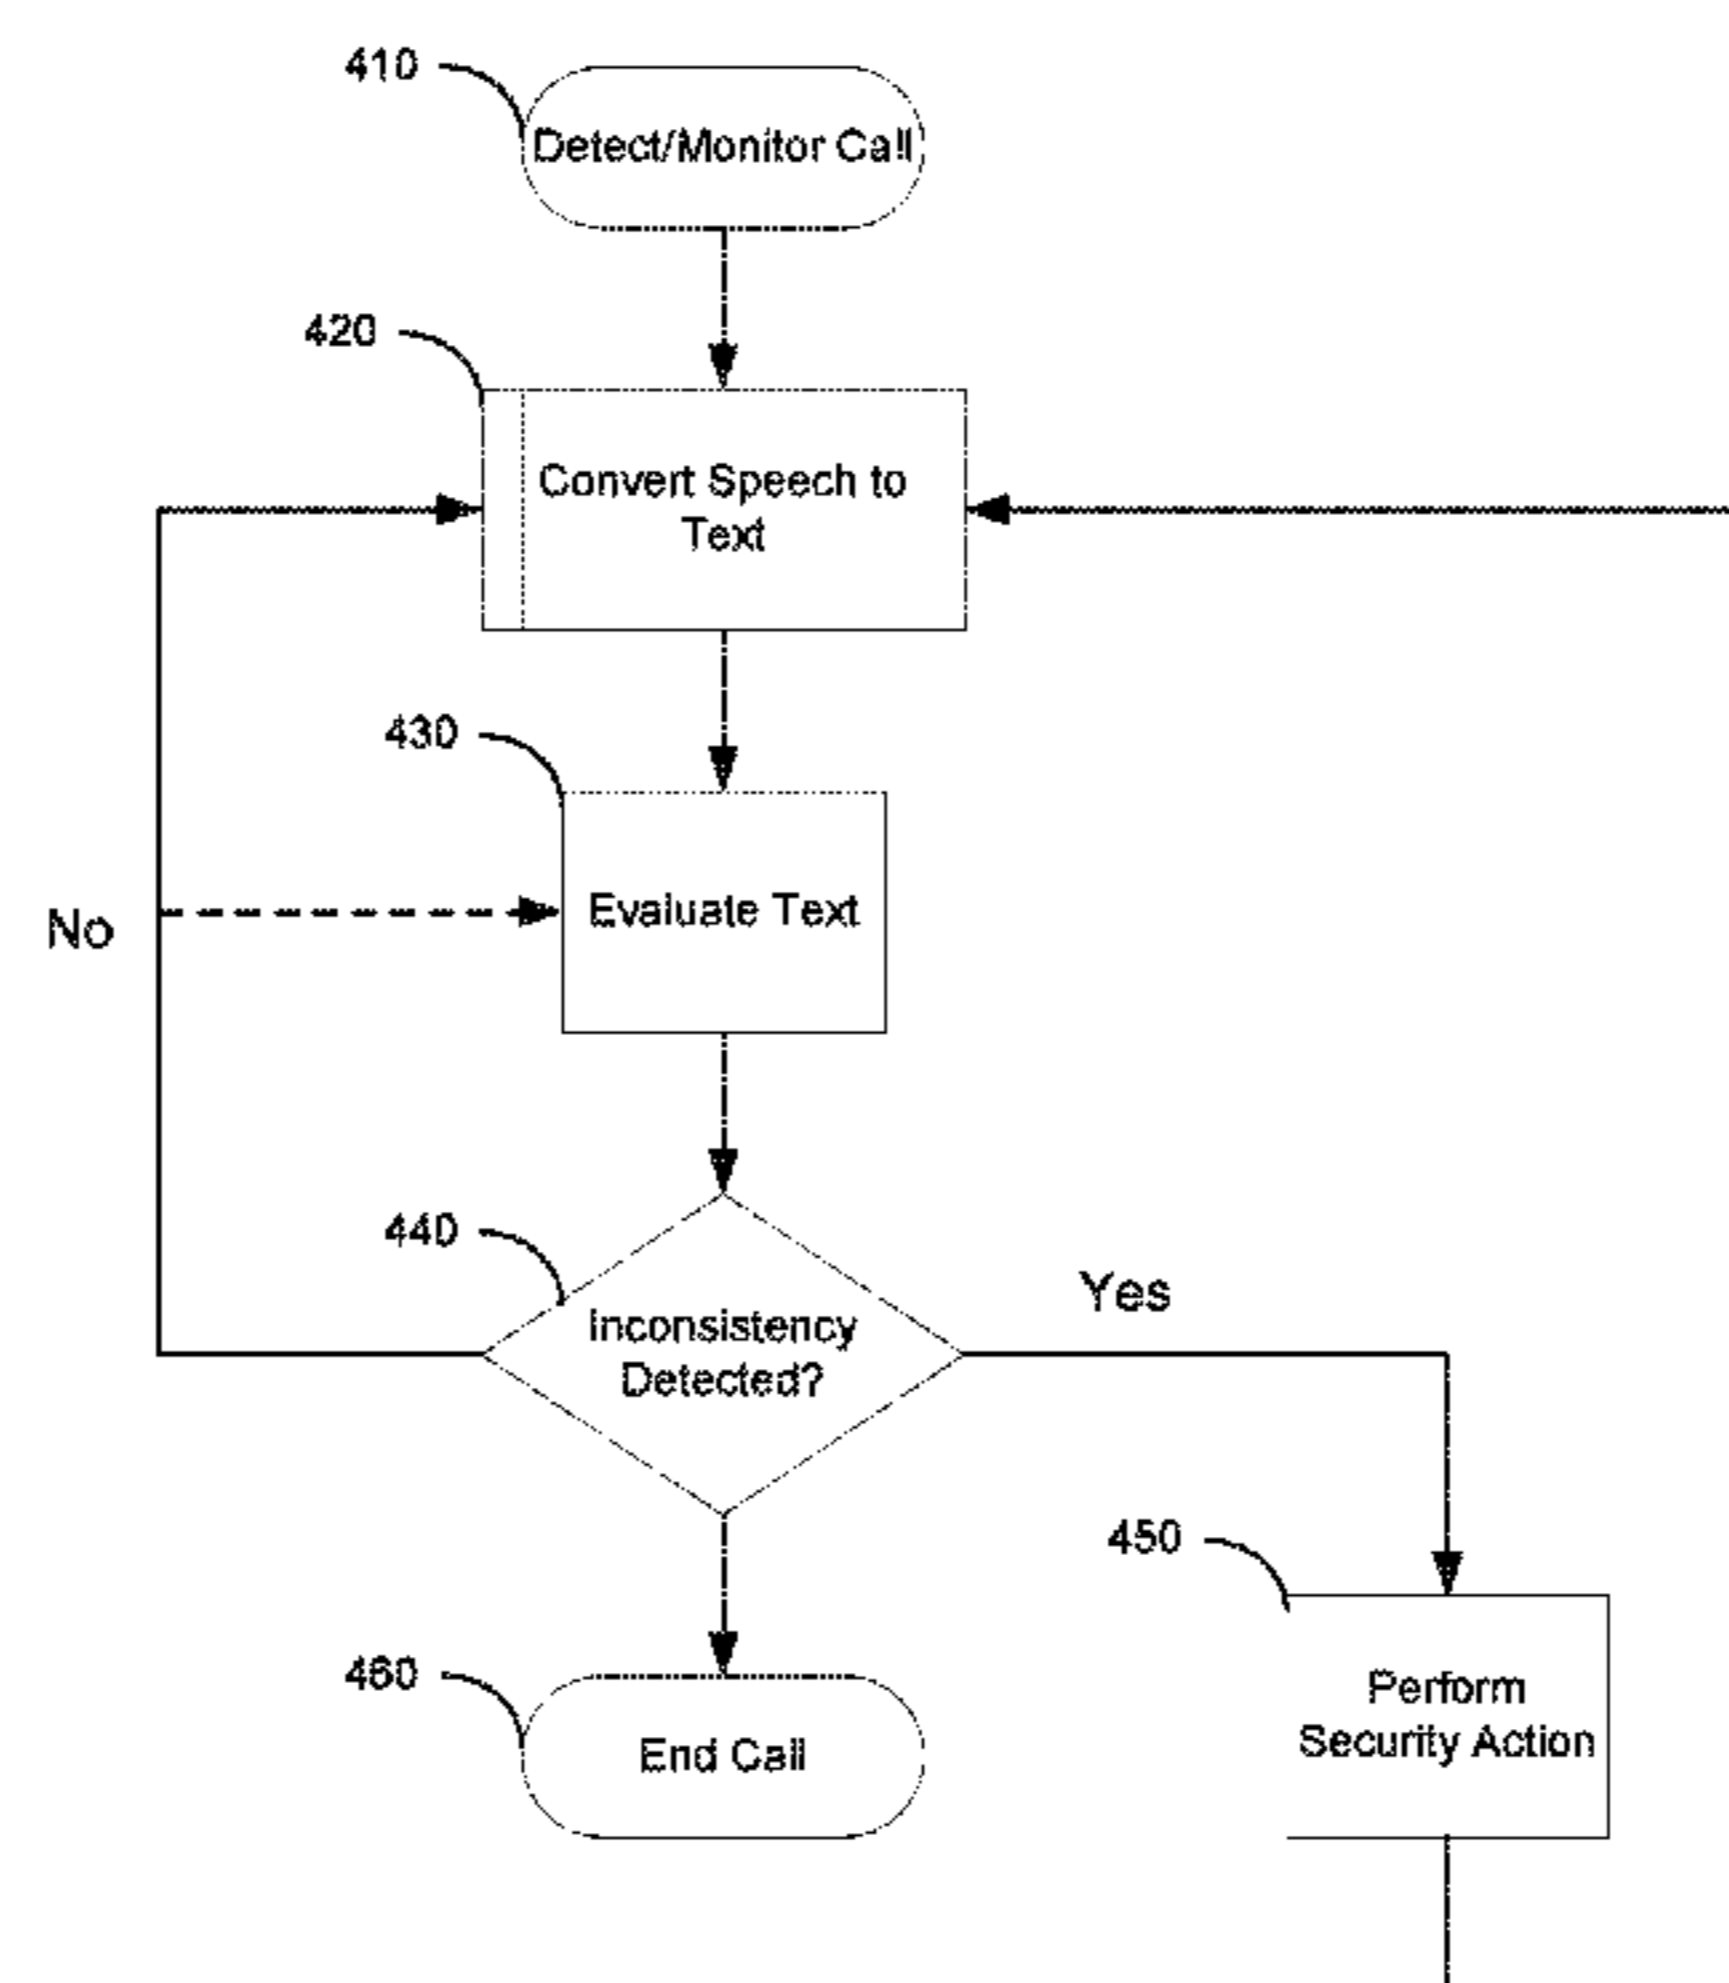 410
Detect/Monitor Call
420
Convert Speech to
Text
430
Evaluate Text
No
440
Inconsistency
Detected?
Yes
450
Perform
Security Action
460
End Call